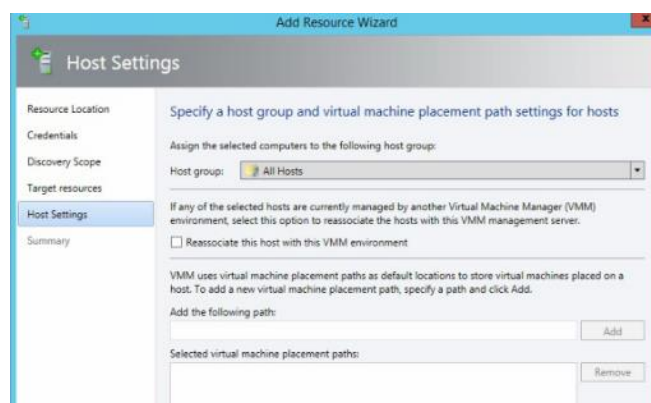 Add Resource Wizard
x
Host Settings
Resource Location
Credentials
Discovery Scope
Target resources
Host Settings
Summary
Specify a host group and virtual machine placement path settings for hosts
Assign the selected computers to the following host group:
Host group: All Hosts
If any of the selected hosts are currently managed by another Virtual Machine Manager (VMM)
environment, select this option to reassociate the hosts with this VMM management server.
Reassociate this host with this VMM environment
VMM uses virtual machine placement paths as default locations to store virtual machines placed on a
host. To add a new virtual machine placement path, specify a path and click Add.
Add the following path:
Add
Selected virtual machine placement paths:
Remove